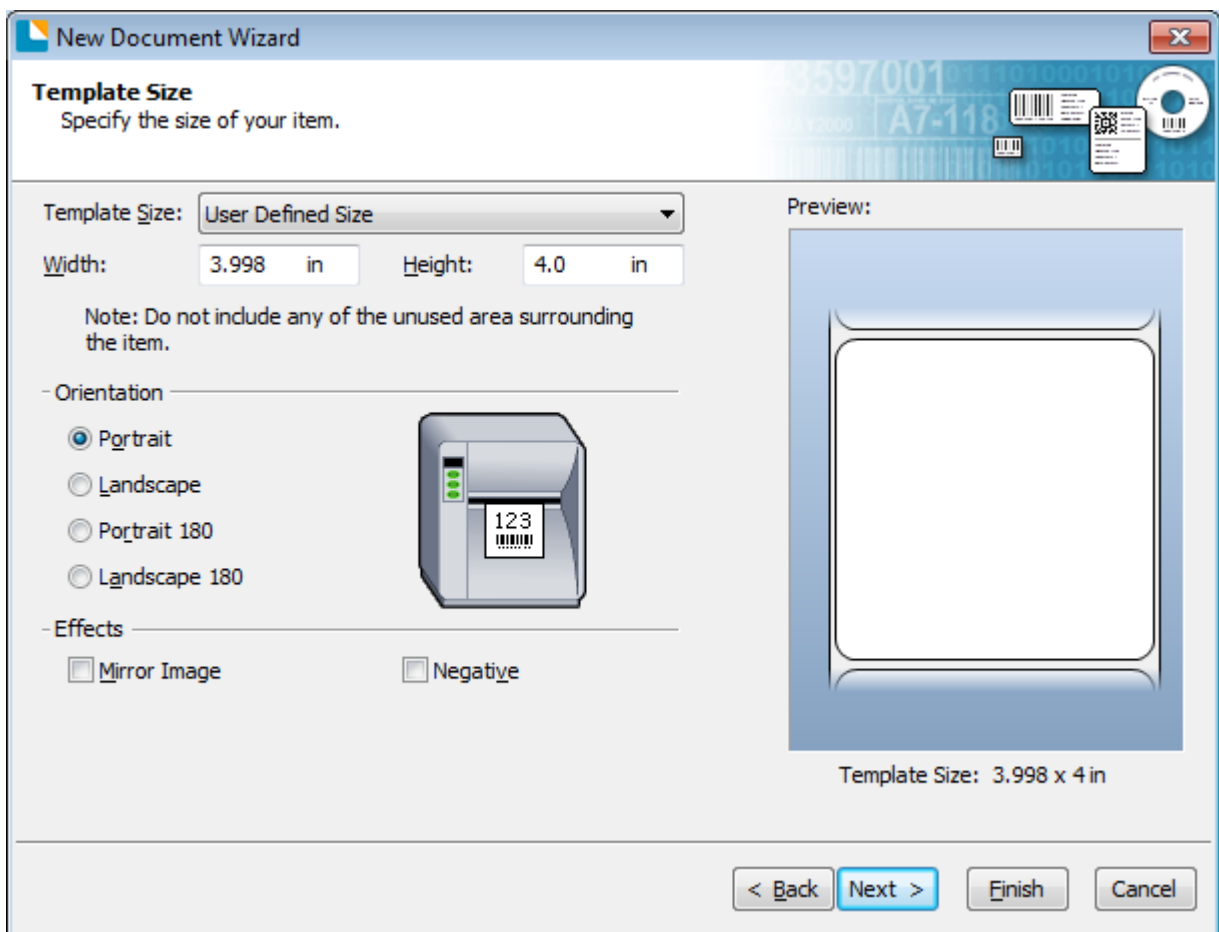 New Document Wizard
Template Size
Specify the size of your item.
43597001
A7-118
Template Size: User Defined Size
Width: 3.998 in Height: 4.0 in
Note: Do not include any of the unused area surrounding
the item.
Orientation
Portrait
Landscape
Portrait 180
Landscape 180
123
Effects
Mirror Image Negative
Preview:
Template Size: 3.998 x 4 in
< Back Next > Finish Cancel